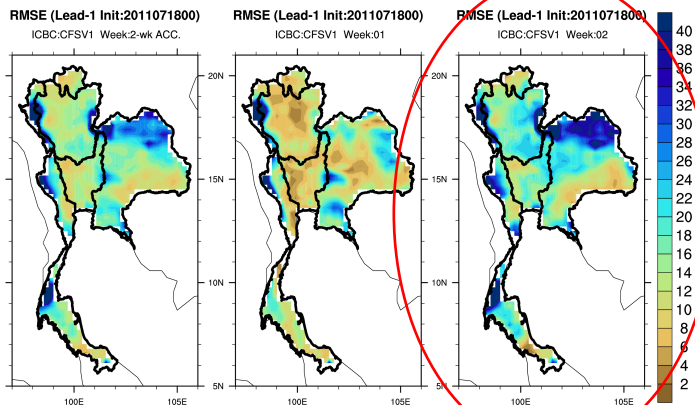 RMSE (Lead-1 Init:2011071800)
ICBC:CFSV1 Week:2-wk ACC.
RMSE (Lead-1 Init:2011071800)
ICBC:CFSV1 Week:01
RMSE (Lead-1 Init:2011071800)
ICBC:CFSV1 Week:02
20N
15N
10N
5N
20N
15N
10N
5N
100E
105E
100E
105E
100E
105E
40
38
36
34
32
30
28
26
24
22
20
18
16
14
12
10
8
6
4
2